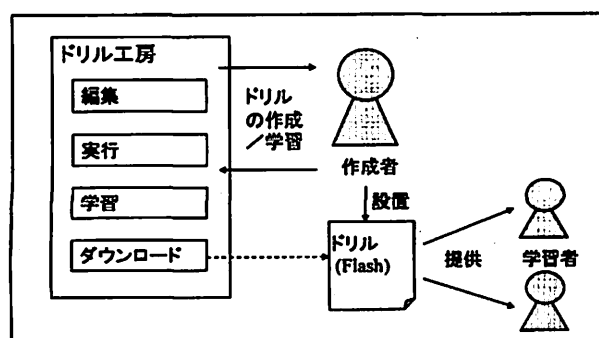 ドリル工房
編集
実行
学習
ダウンロード
ドリル
の作成
／学習
作成者
設置
ドリル
(Flash)
提供
学習者